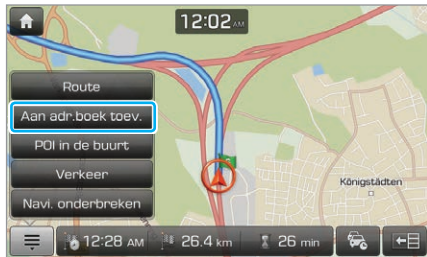 12:02 AM
Route
Aan adr.boek toev.
POI in de buurt
Verkeer
Navi. onderbreken
Königstädten
12:28 AM 26.4 km 26 min